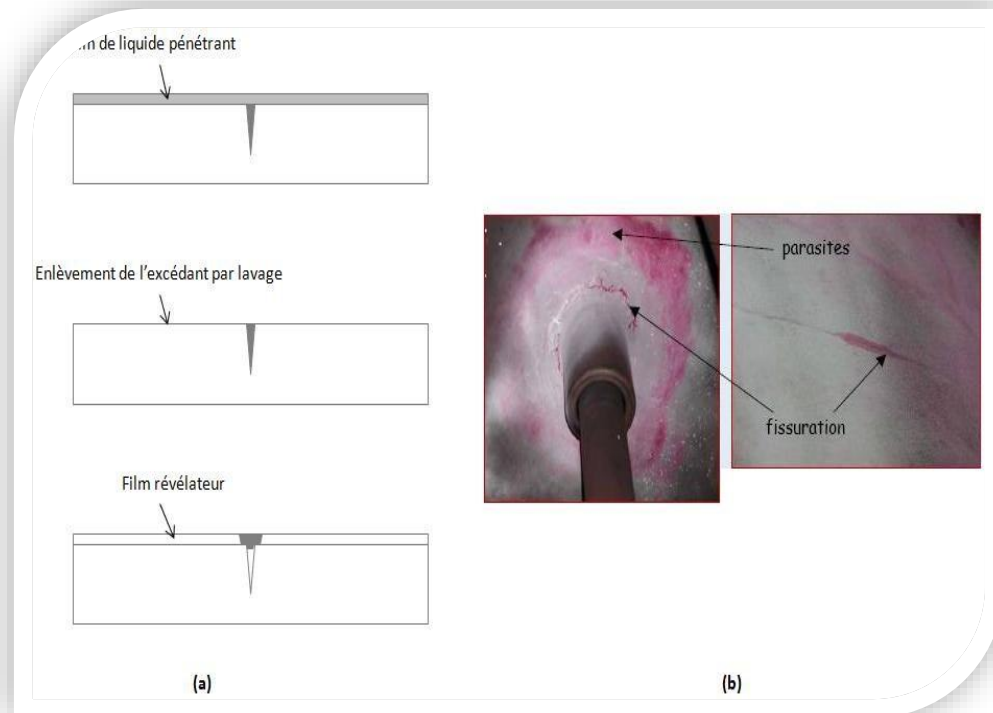 de liquide pénétrant
Enlèvement de l'excédant par lavage
Film révélateur
(a)
parasites
fissuration
(b)